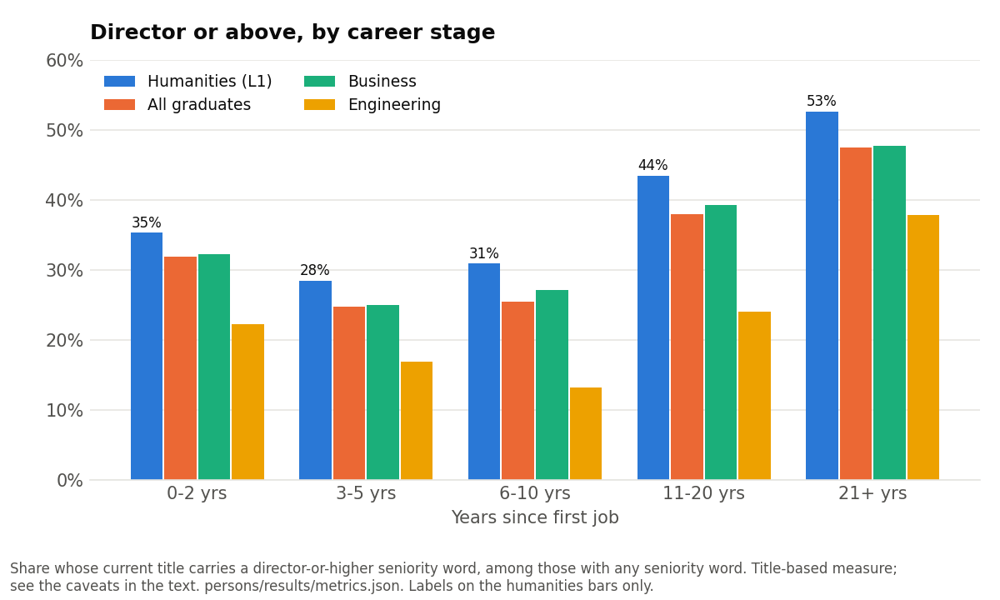 Director or above, by career stage
60%
50%
40%
30%
20%
10%
0%
Humanities (L1)
All graduates
Business
Engineering
35%
28%
31%
44%
53%
0-2 yrs
3-5 yrs
6-10 yrs
11-20 yrs
21+ yrs
Years since first job
Share whose current title carries a director-or-higher seniority word, among those with any seniority word. Title-based measure;
see the caveats in the text. persons/results/metrics.json. Labels on the humanities bars only.